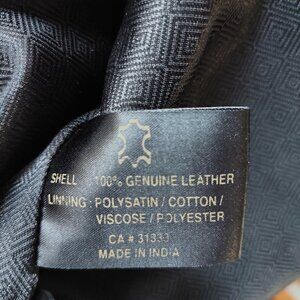 SHELL : 100% GENUINE LEATHER
LINNING : POLYSATIN / COTTON /
VISCOSE / POLYESTER
CA # 31333
MADE IN INDIA